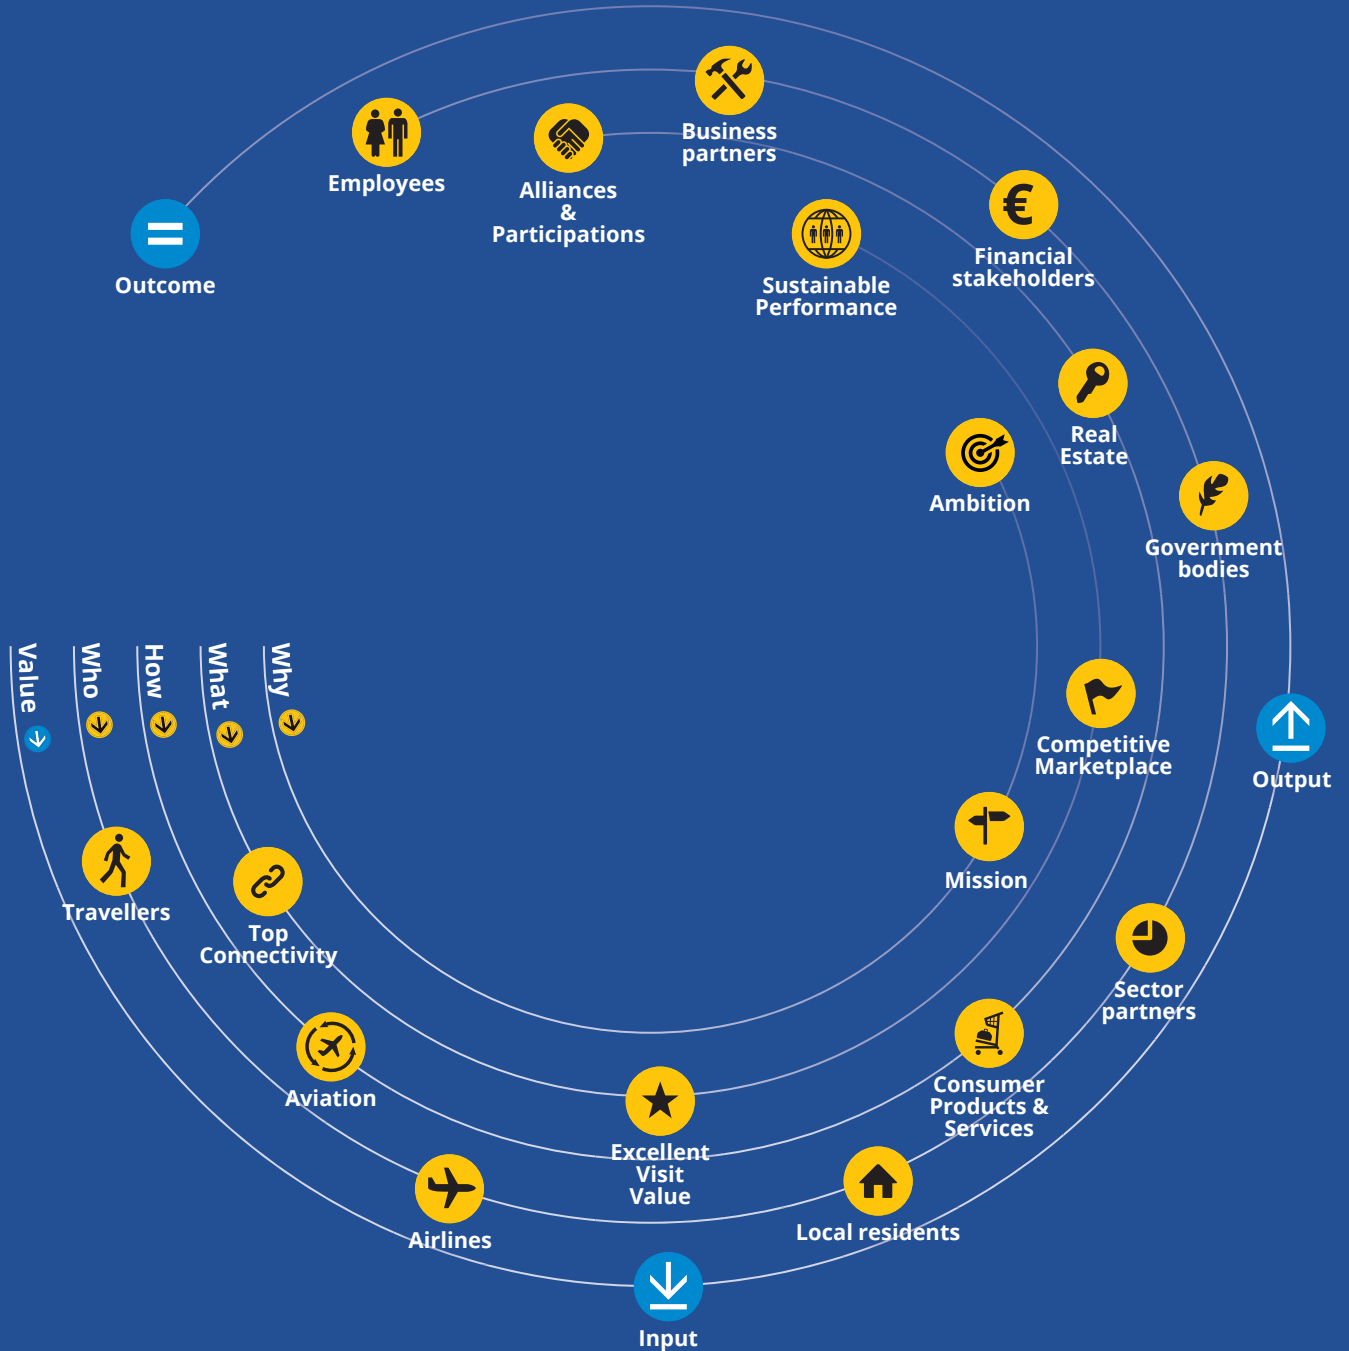 Business
partners
Employees
Alliances
&
Participations
Financial
stakeholders
Outcome
Sustainable
Performance
Real
Estate
Ambition
Government
bodies
Value
Who
How
What
Why
Competitive
Marketplace
Output
Mission
Travellers
Top
Connectivity
Sector
partners
Aviation
Consumer
Products &
Services
Excellent
Visit
Value
Airlines
Local residents
Input